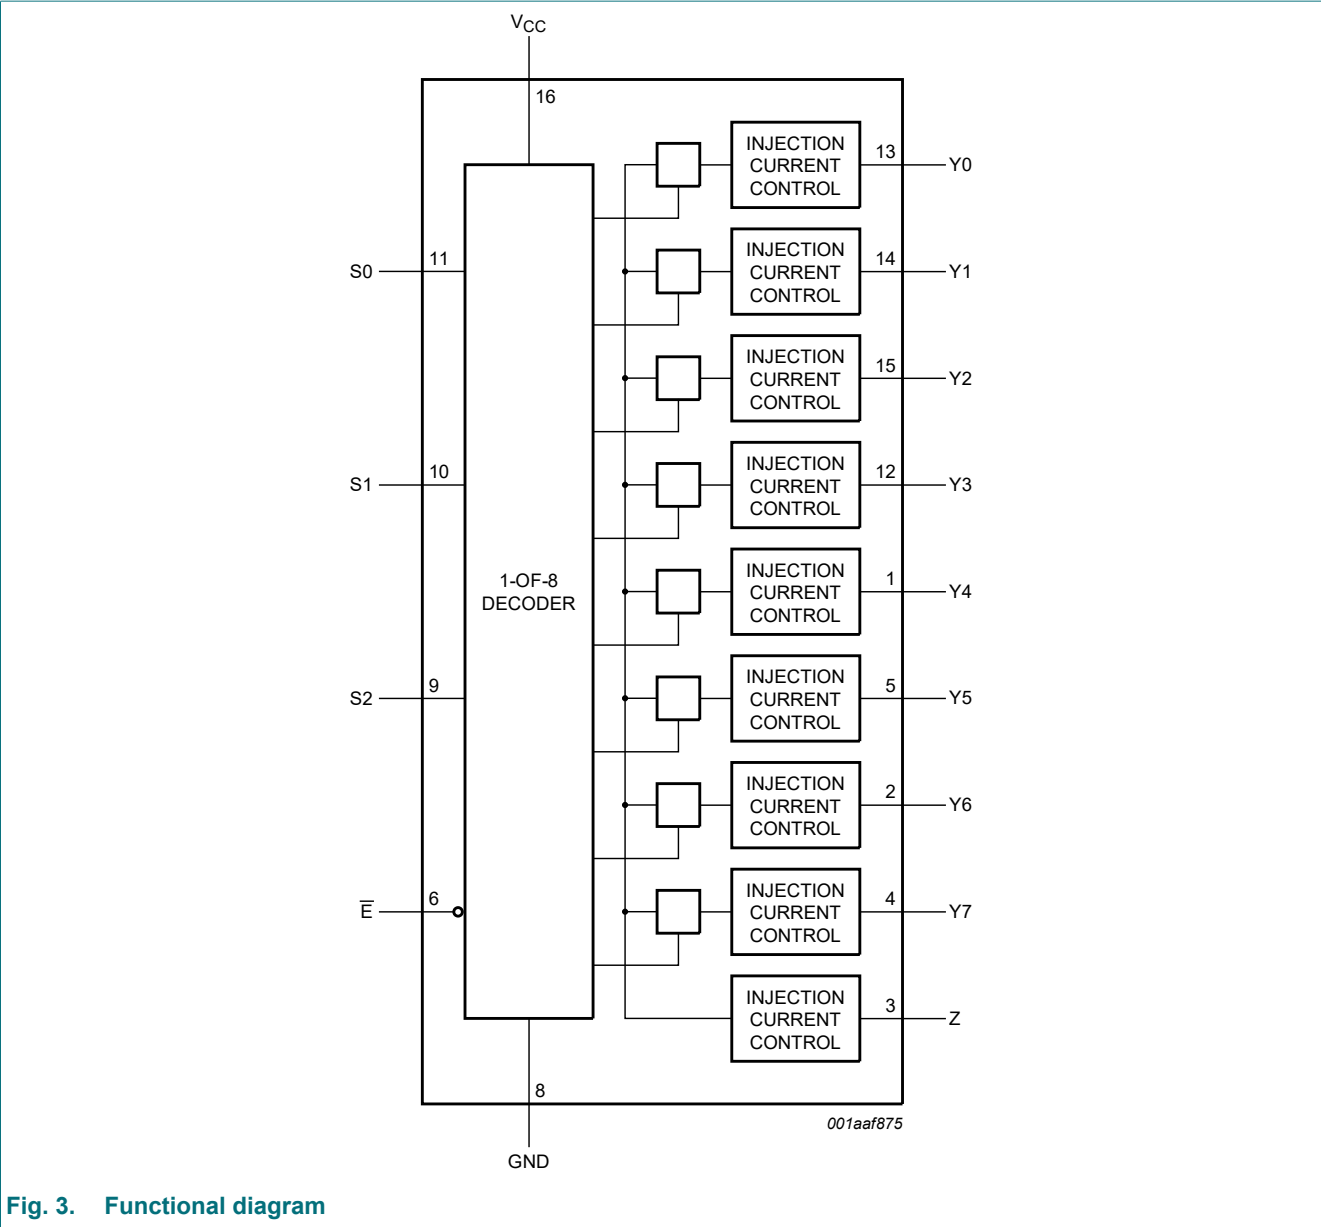 VCC
16
INJECTION
CURRENT
CONTROL
13
Y0
S0
11
INJECTION
CURRENT
CONTROL
14
Y1
INJECTION
CURRENT
CONTROL
15
Y2
S1
10
INJECTION
CURRENT
CONTROL
12
Y3
1-OF-8
DECODER
INJECTION
CURRENT
CONTROL
1
Y4
S2
9
INJECTION
CURRENT
CONTROL
5
Y5
INJECTION
CURRENT
CONTROL
2
Y6
E̅
6
INJECTION
CURRENT
CONTROL
4
Y7
INJECTION
CURRENT
CONTROL
3
Z
8
GND
001aaf875
Fig. 3. Functional diagram